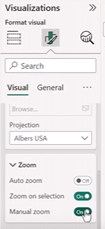 Visualizations
Format visual
Search
Visual General ...
Browse...
Projection
Albers USA
Zoom
Auto zoom Off
Zoom on selection On
Manual zoom On